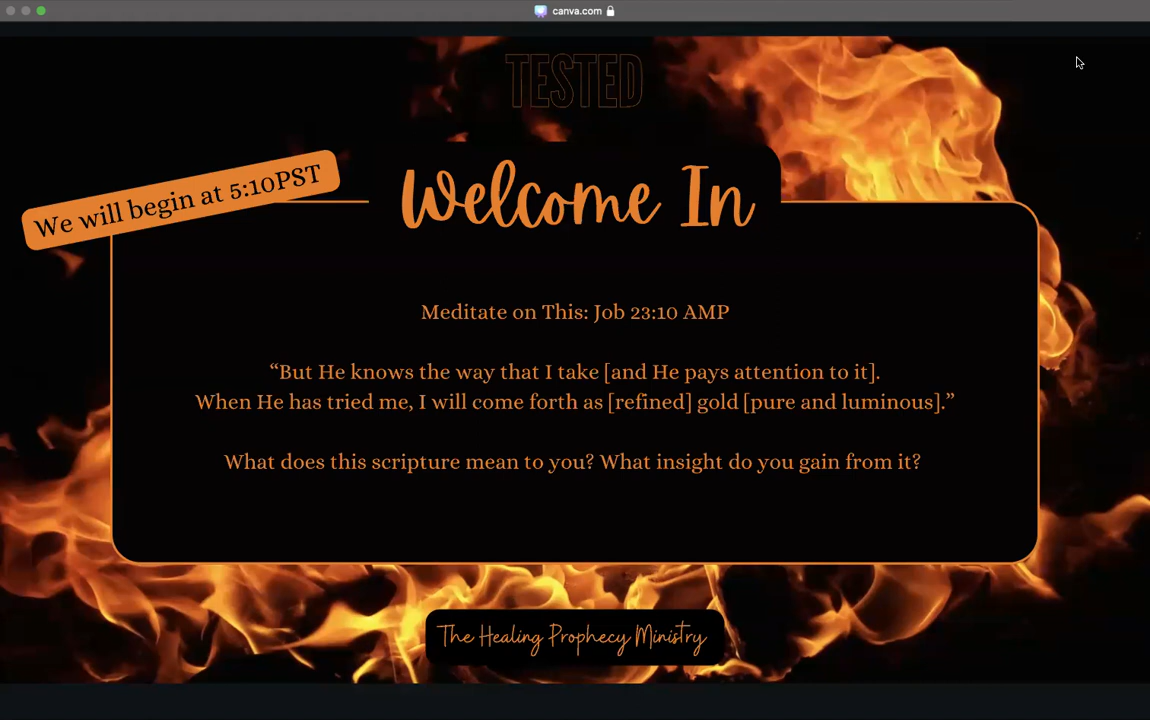 canva.com
TESTED
We will begin at 5:10PST
Welcome In
Meditate on This: Job 23:10 AMP
“But He knows the way that I take [and He pays attention to it].
When He has tried me, I will come forth as [refined] gold [pure and luminous].”
What does this scripture mean to you? What insight do you gain from it?
The Healing Prophecy Ministry